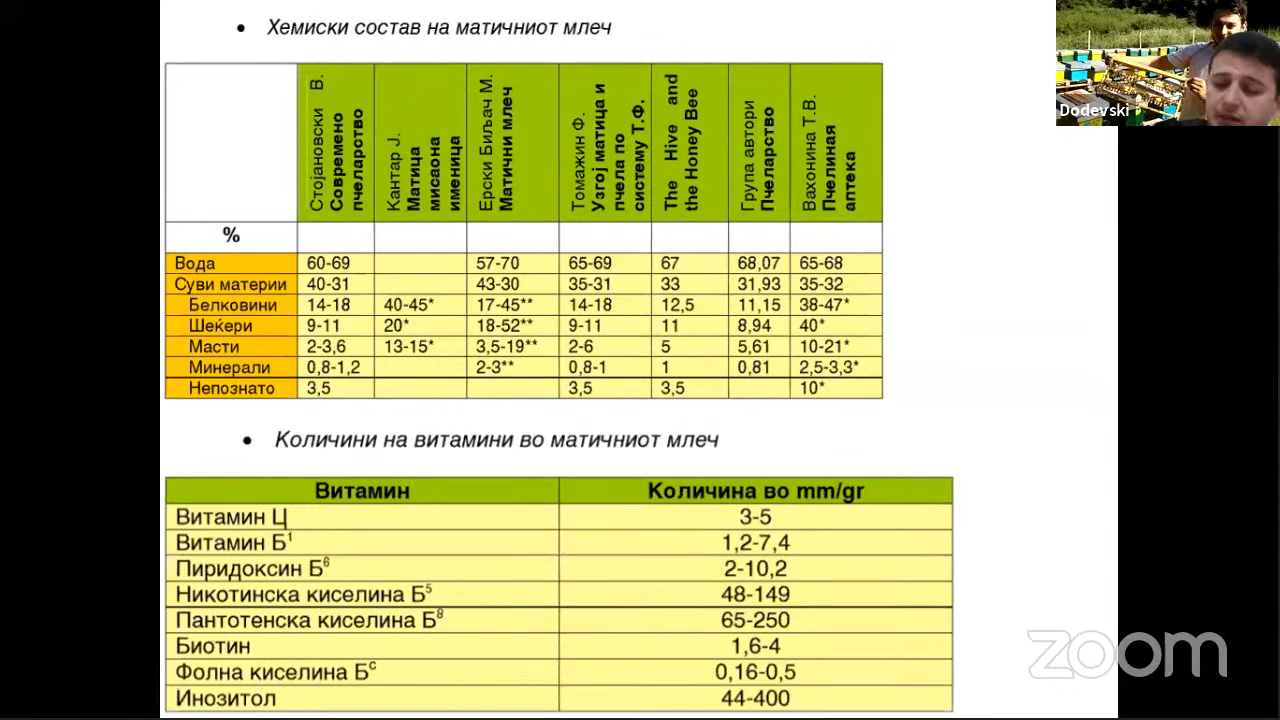 • Хемиски состав на матичниот млеч
Dodevski
Стојановски В. Современо пчеларство
Кантар Ј. Матица мисаона именица
Ерски Биљач М. Матични млеч
Томажин Ф. Узгој матица и пчела по систему Т.Ф.
The Hive and the Honey Bee
Група автори Пчеларство
Вахонина Т.В. Пчелиная аптека
%
Вода 60-69 57-70 65-69 67 68,07 65-68
Суви материи 40-31 43-30 35-31 33 31,93 35-32
Белковини 14-18 40-45* 17-45** 14-18 12,5 11,15 38-47*
Шеќери 9-11 20* 18-52** 9-11 11 8,94 40*
Масти 2-3,6 13-15* 3,5-19** 2-6 5 5,61 10-21*
Минерали 0,8-1,2 2-3** 0,8-1 1 0,81 2,5-3,3*
Непознато 3,5 3,5 3,5 10*
• Количини на витамини во матичниот млеч
Витамин Количина во mm/gr
Витамин Ц 3-5
Витамин Б1 1,2-7,4
Пиридоксин Б6 2-10,2
Никотинска киселина Б5 48-149
Пантотенска киселина Б8 65-250
Биотин 1,6-4
Фолна киселина Бс 0,16-0,5
Инозитол 44-400
zoom